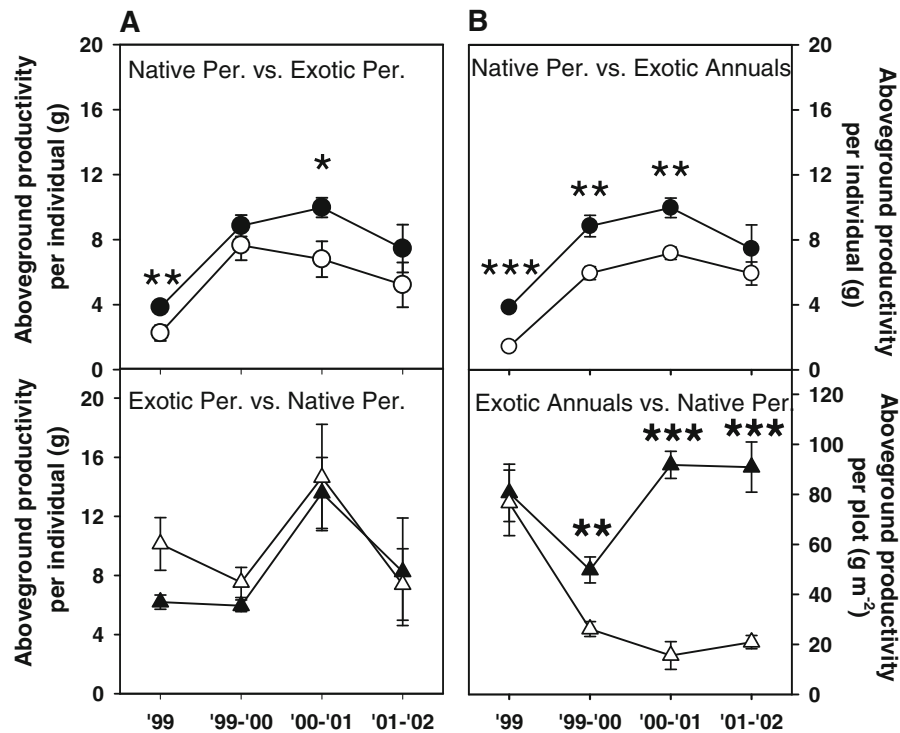 A
B
Aboveground productivity
per individual (g)
20
16
12
8
4
0
Native Per. vs. Exotic Per.
**
*
Native Per. vs. Exotic Annuals
***
**
**
20
16
12
8
4
0
Aboveground productivity
per individual (g)
Aboveground productivity
per individual (g)
20
16
12
8
4
0
Exotic Per. vs. Native Per.
Exotic Annuals vs. Native Per.
**
***
***
120
100
80
60
40
20
0
Aboveground productivity
per plot (g m⁻²)
'99
'99-'00
'00-'01
'01-'02
'99
'99-'00
'00-'01
'01-'02